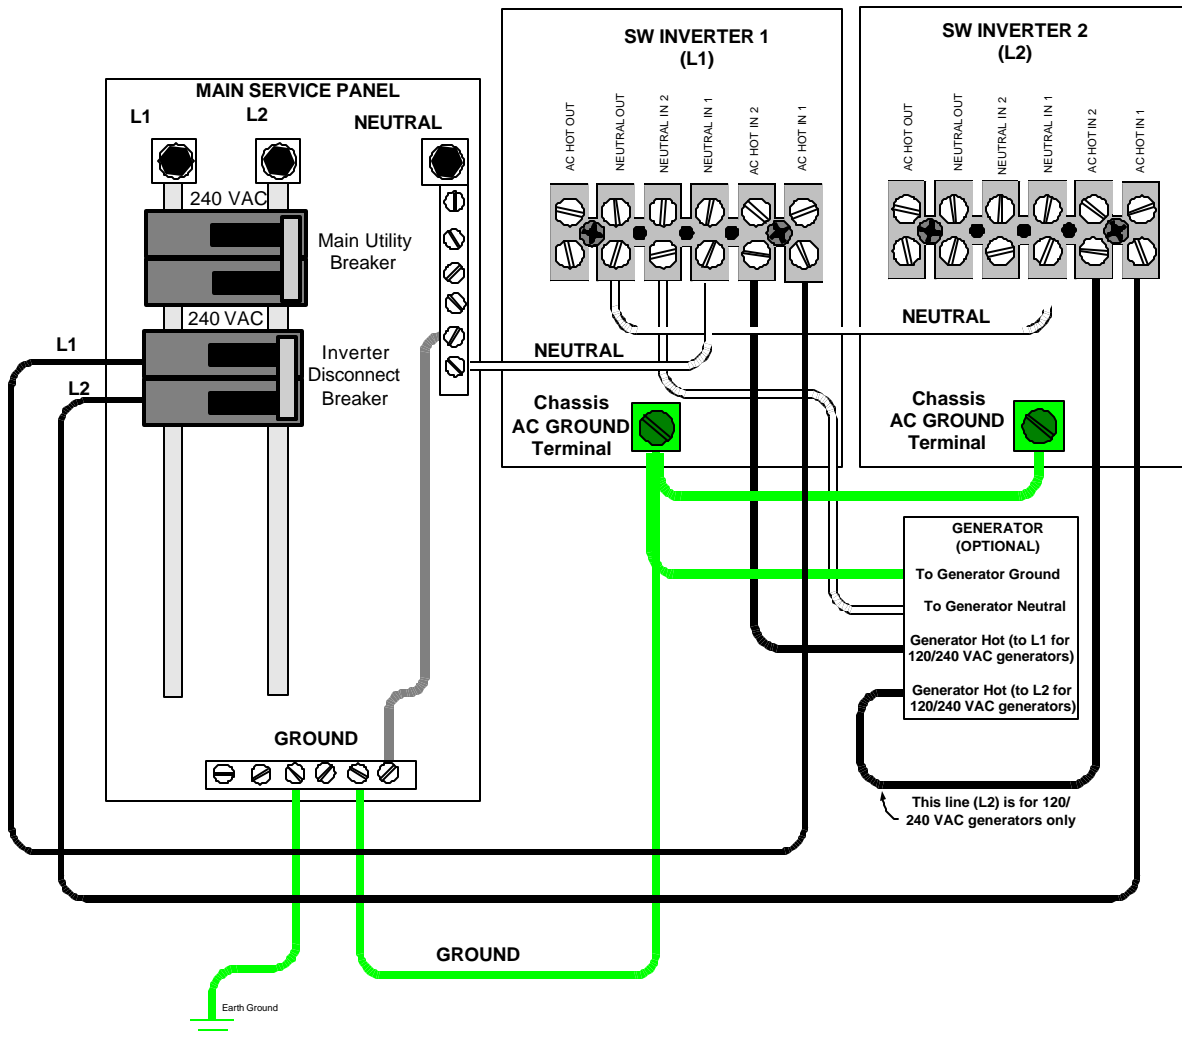 SW INVERTER 1
(L1)
SW INVERTER 2
(L2)
MAIN SERVICE PANEL
L1
L2
NEUTRAL
AC HOT OUT
NEUTRAL OUT
NEUTRAL IN 2
NEUTRAL IN 1
AC HOT IN 2
AC HOT IN 1
AC HOT OUT
NEUTRAL OUT
NEUTRAL IN 2
NEUTRAL IN 1
AC HOT IN 2
AC HOT IN 1
240 VAC
Main Utility
Breaker
240 VAC
L1
L2
Inverter
Disconnect
Breaker
NEUTRAL
NEUTRAL
Chassis
AC GROUND
Terminal
Chassis
AC GROUND
Terminal
GENERATOR
(OPTIONAL)
To Generator Ground
To Generator Neutral
Generator Hot (to L1 for
120/240 VAC generators)
Generator Hot (to L2 for
120/240 VAC generators)
GROUND
This line (L2) is for 120/
240 VAC generators only
GROUND
Earth Ground